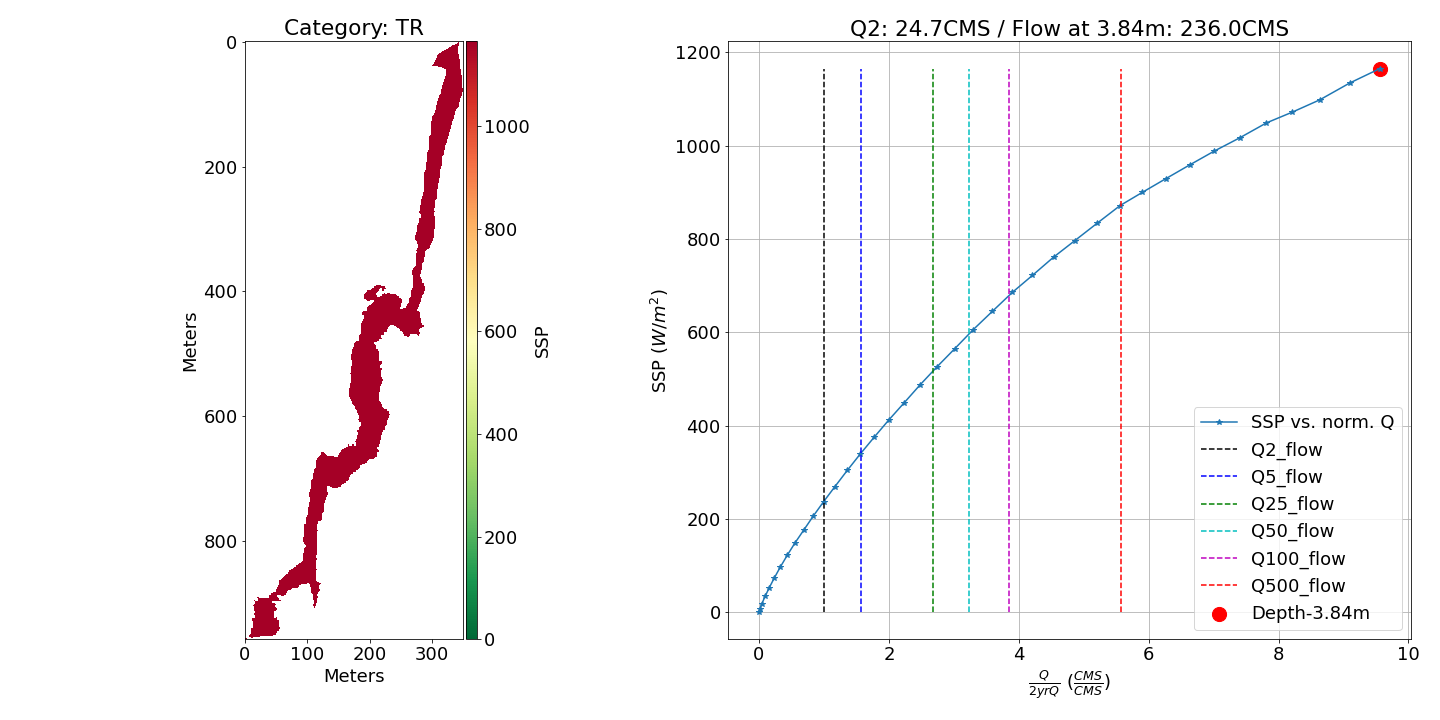 Category: TR
0
200
400
600
800
Meters
0 100 200 300
Meters
1000
800
600
400
200
0
SSP
Q2: 24.7CMS / Flow at 3.84m: 236.0CMS
1200
1000
800
600
400
200
0
SSP (W/m²)
0 2 4 6 8 10
Q/2yrQ (CMS/CMS)
SSP vs. norm. Q
Q2_flow
Q5_flow
Q25_flow
Q50_flow
Q100_flow
Q500_flow
Depth-3.84m